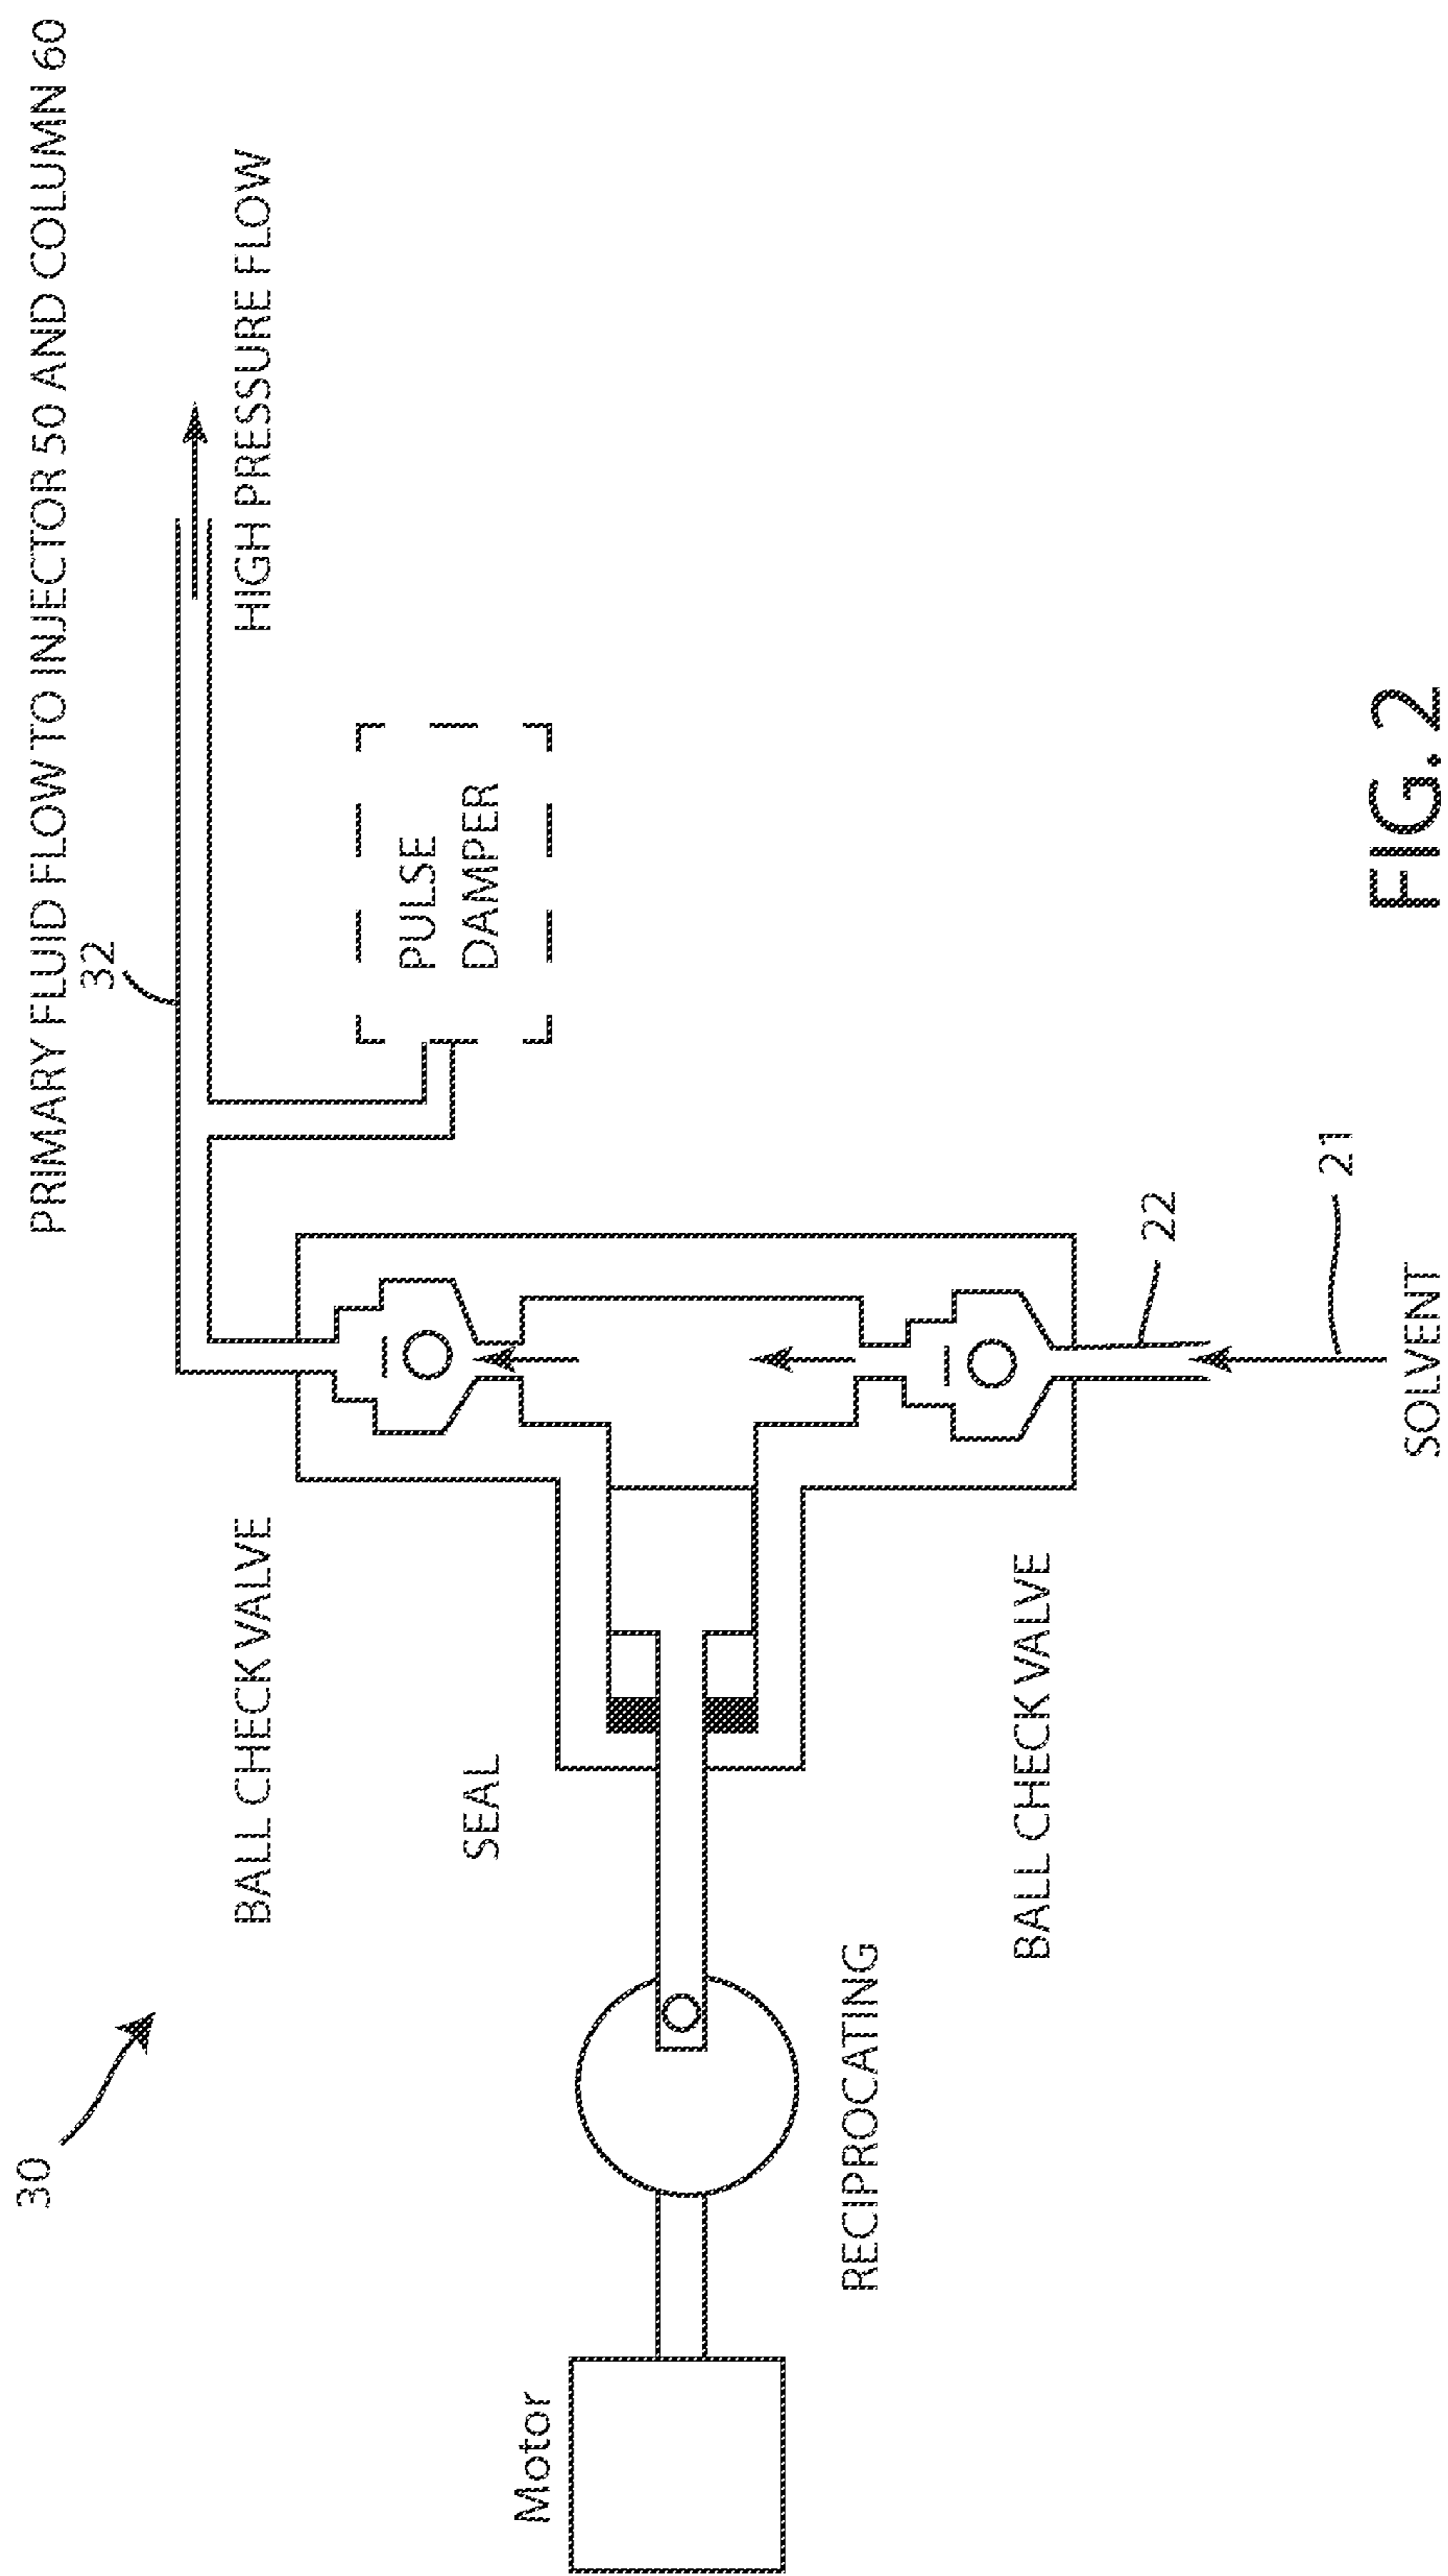 PRIMARY FLUID FLOW TO INJECTOR 50 AND COLUMN 60
30
32
BALL CHECK VALVE
HIGH PRESSURE FLOW
PULSE
DAMPER
SEAL
Motor
RECIPROCATING
BALL CHECK VALVE
22
21
SOLVENT
FIG. 2